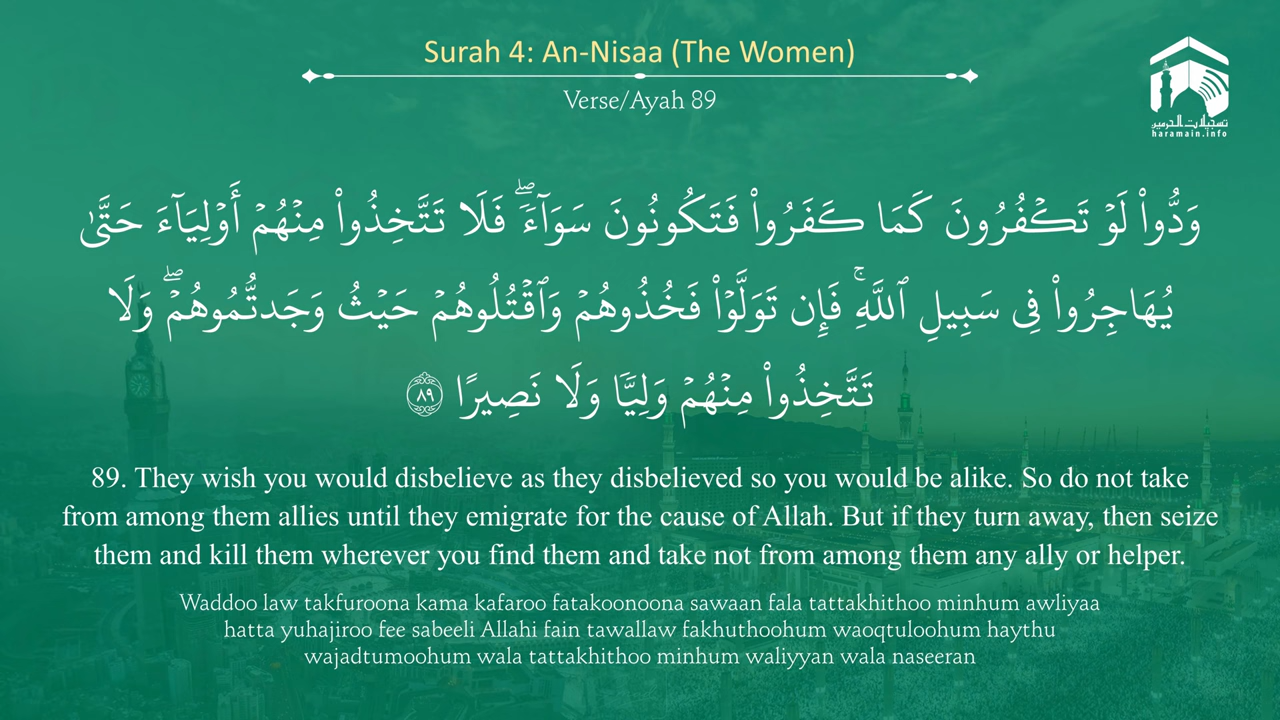 Surah 4: An-Nisaa (The Women)
Verse/Ayah 89
تسجيلات الحرمين
haramain.info
وَدُّوا۟ لَوْ تَكْفُرُونَ كَمَا كَفَرُوا۟ فَتَكُونُونَ سَوَآءً ۖ فَلَا تَتَّخِذُوا۟ مِنْهُمْ أَوْلِيَآءَ حَتَّىٰ
يُهَاجِرُوا۟ فِى سَبِيلِ ٱللَّهِ ۚ فَإِن تَوَلَّوْا۟ فَخُذُوهُمْ وَٱقْتُلُوهُمْ حَيْثُ وَجَدتُّمُوهُمْ ۖ وَلَا
تَتَّخِذُوا۟ مِنْهُمْ وَلِيًّا وَلَا نَصِيرًا ٨٩
89. They wish you would disbelieve as they disbelieved so you would be alike. So do not take
from among them allies until they emigrate for the cause of Allah. But if they turn away, then seize
them and kill them wherever you find them and take not from among them any ally or helper.
Waddoo law takfuroona kama kafaroo fatakoonoona sawaan fala tattakhithoo minhum awliyaa
hatta yuhajiroo fee sabeeli Allahi fain tawallaw fakhuthoohum waoqtuloohum haythu
wajadtumoohum wala tattakhithoo minhum waliyyan wala naseeran